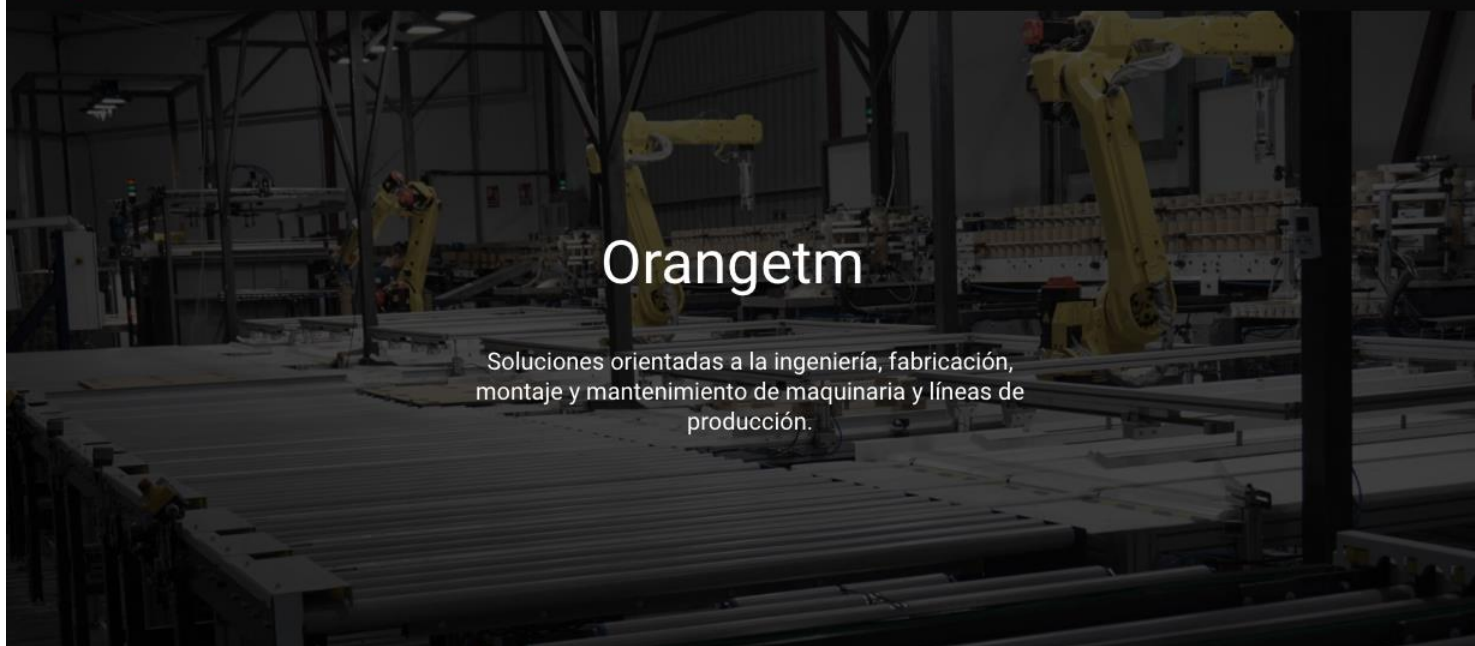 Orangetm
Soluciones orientadas a la ingeniería, fabricación,
montaje y mantenimiento de maquinaria y líneas de
producción.